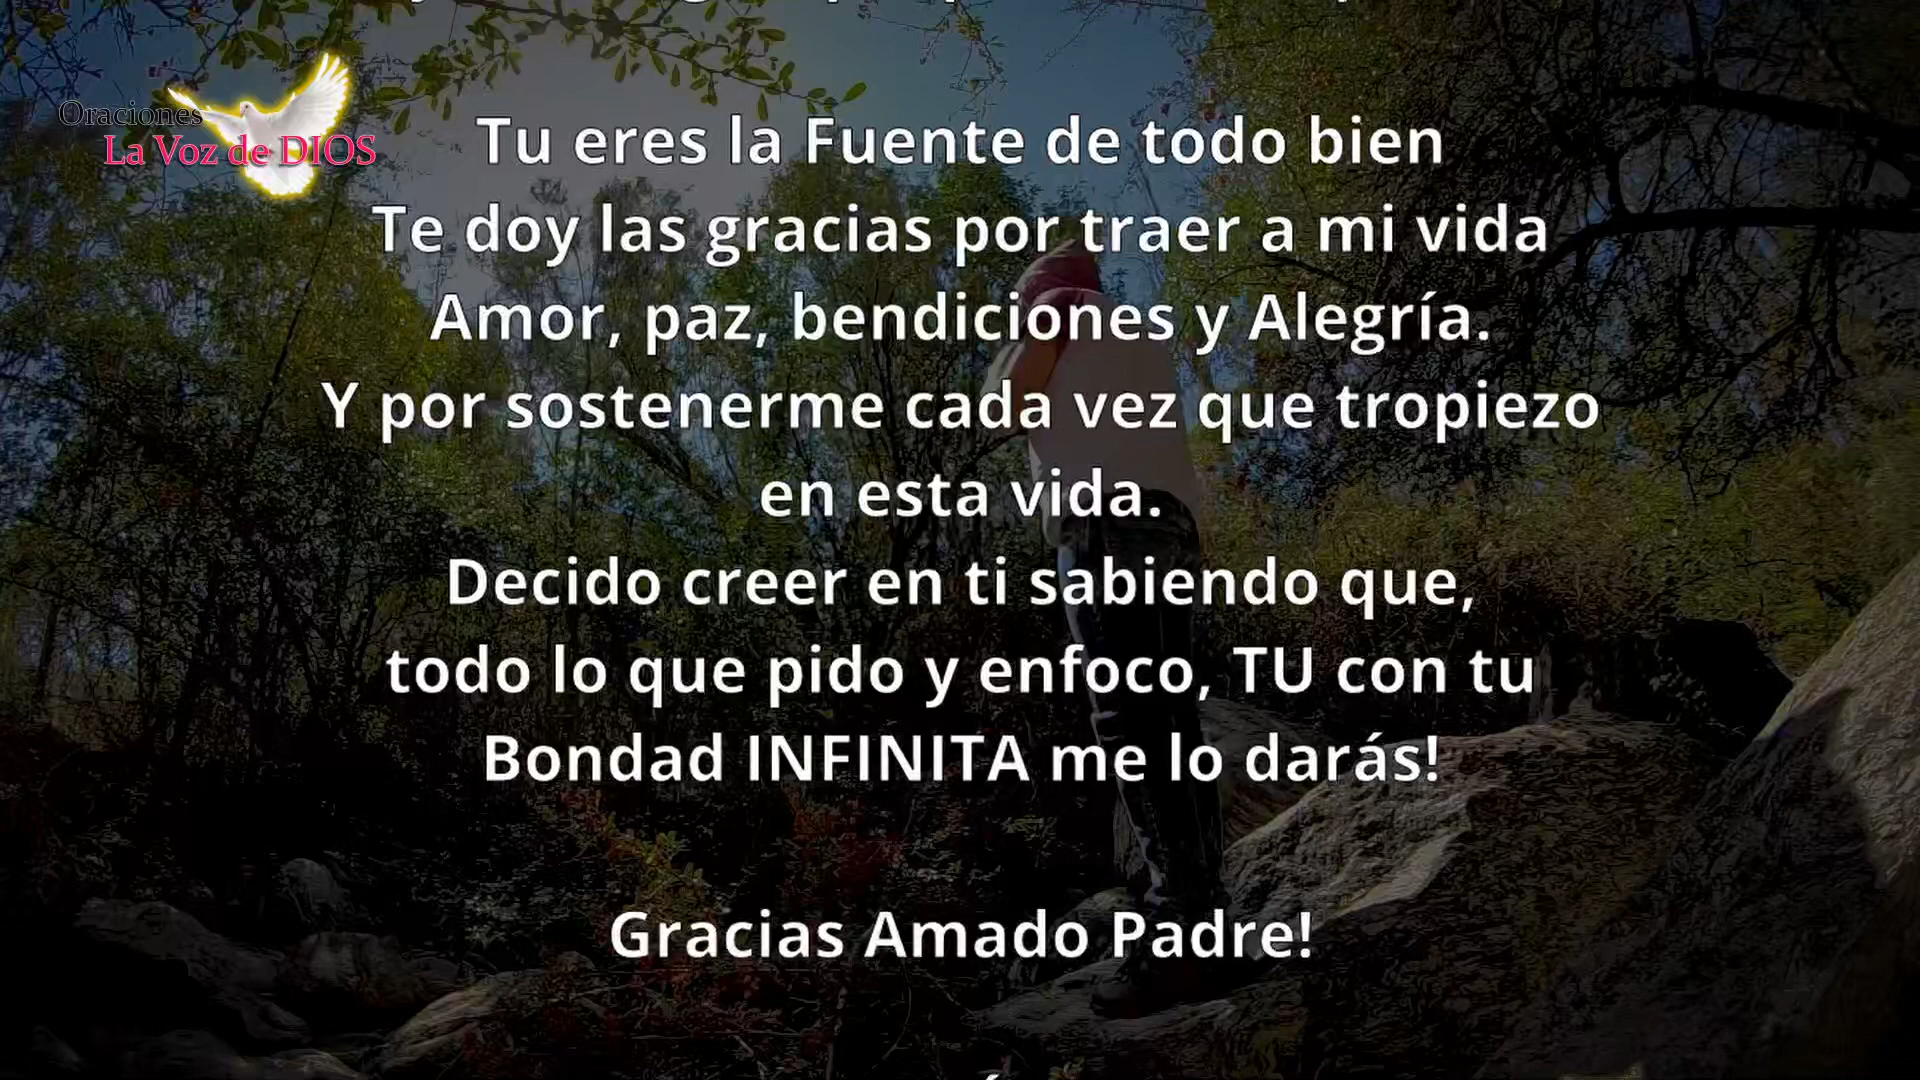 Oraciones
La Voz de DIOS
Tu eres la Fuente de todo bien
Te doy las gracias por traer a mi vida
Amor, paz, bendiciones y Alegría.
Y por sostenerme cada vez que tropiezo
en esta vida.
Decido creer en ti sabiendo que,
todo lo que pido y enfoco, TU con tu
Bondad INFINITA me lo darás!
Gracias Amado Padre!